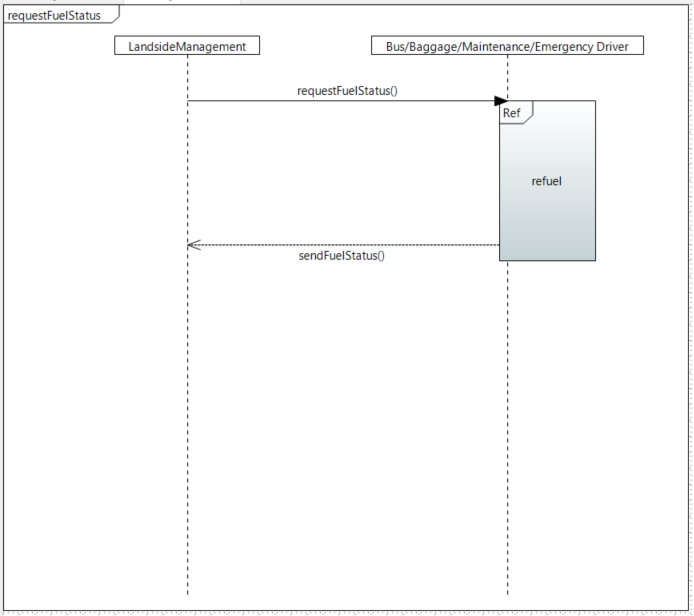 requestFuelStatus
LandsideManagement
Bus/Baggage/Maintenance/Emergency Driver
requestFuelStatus()
Ref
refuel
sendFuelStatus()